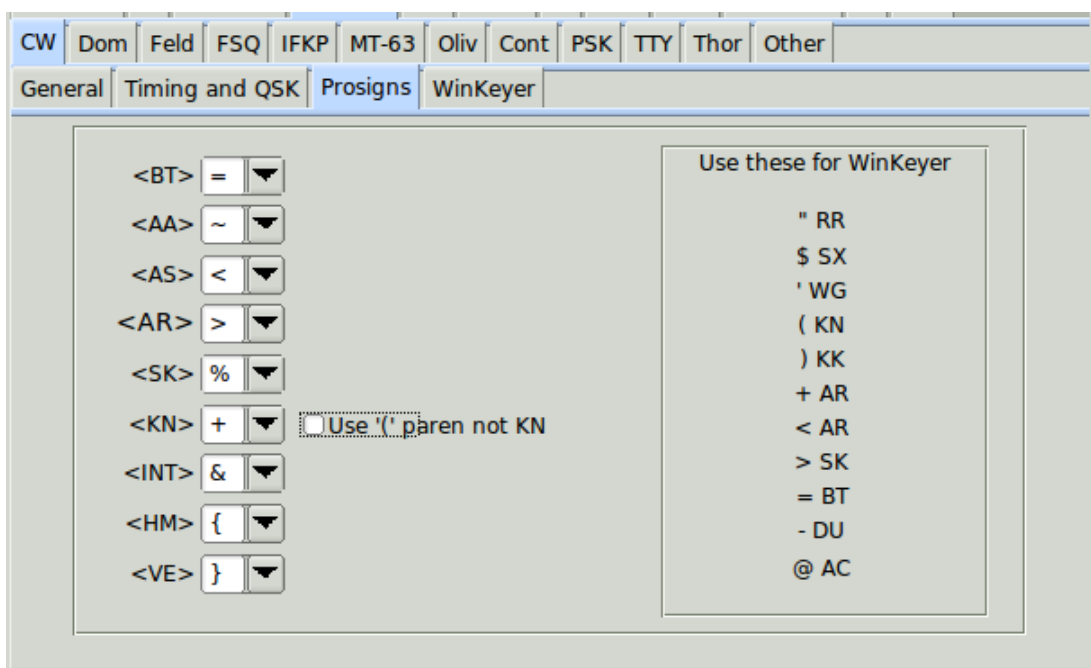 CW Dom Feld FSQ IFKP MT-63 Oliv Cont PSK TTY Thor Other
General Timing and QSK Prosigns WinKeyer
<BT> =
<AA> ~
<AS> <
<AR> >
<SK> %
<KN> + Use '(' paren not KN
<INT> &
<HM> {
<VE> }
Use these for WinKeyer
" RR
$ SX
' WG
( KN
) KK
+ AR
< AR
> SK
= BT
- DU
@ AC